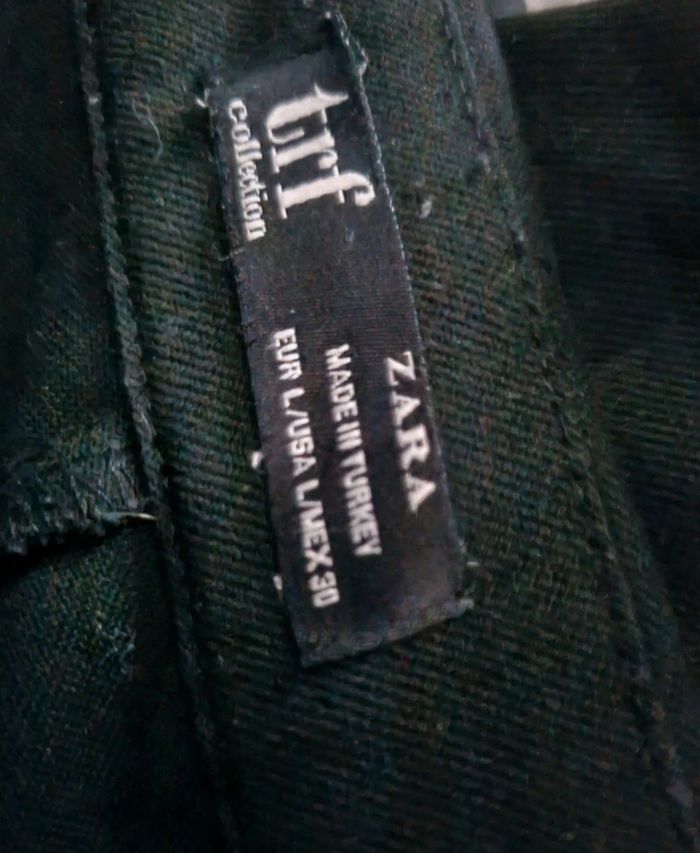 trf
collection
ZARA
MADE IN TURKEY
EUR L/USA L/MEX 30